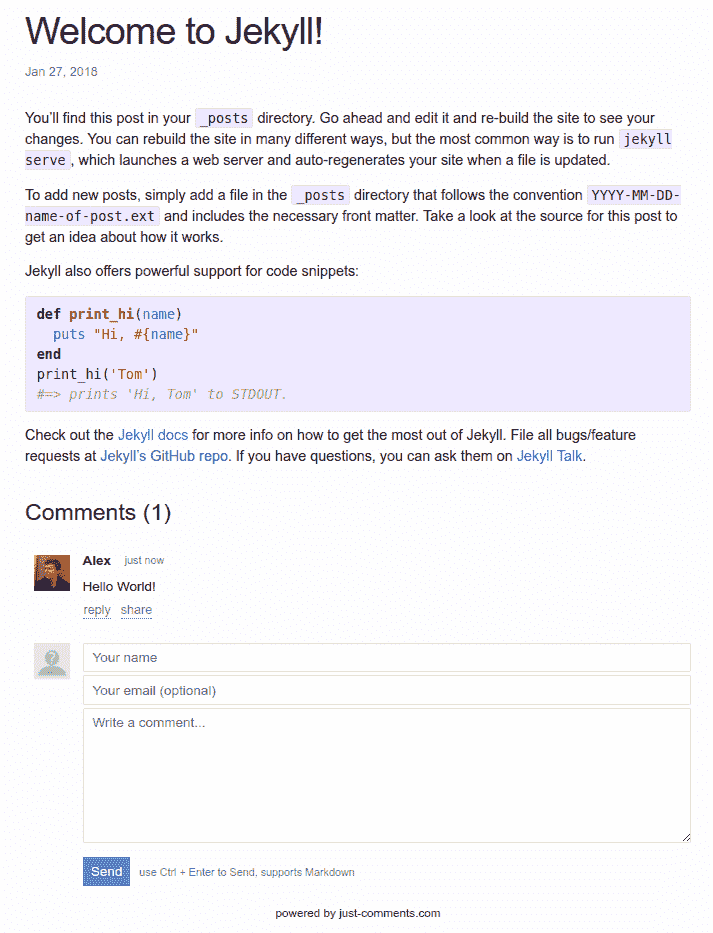 Welcome to Jekyll!
Jan 27, 2018
You'll find this post in your _posts directory. Go ahead and edit it and re-build the site to see your
changes. You can rebuild the site in many different ways, but the most common way is to run jekyll
serve, which launches a web server and auto-regenerates your site when a file is updated.
To add new posts, simply add a file in the _posts directory that follows the convention YYYY-MM-DD-
name-of-post.ext and includes the necessary front matter. Take a look at the source for this post to
get an idea about how it works.
Jekyll also offers powerful support for code snippets:
def print_hi(name)
  puts "Hi, #{name}"
end
print_hi('Tom')
#=> prints 'Hi, Tom' to STDOUT.
Check out the Jekyll docs for more info on how to get the most out of Jekyll. File all bugs/feature
requests at Jekyll's GitHub repo. If you have questions, you can ask them on Jekyll Talk.
Comments (1)
Alex just now
Hello World!
reply share
Your name
Your email (optional)
Write a comment...
Send use Ctrl + Enter to Send, supports Markdown
powered by just-comments.com